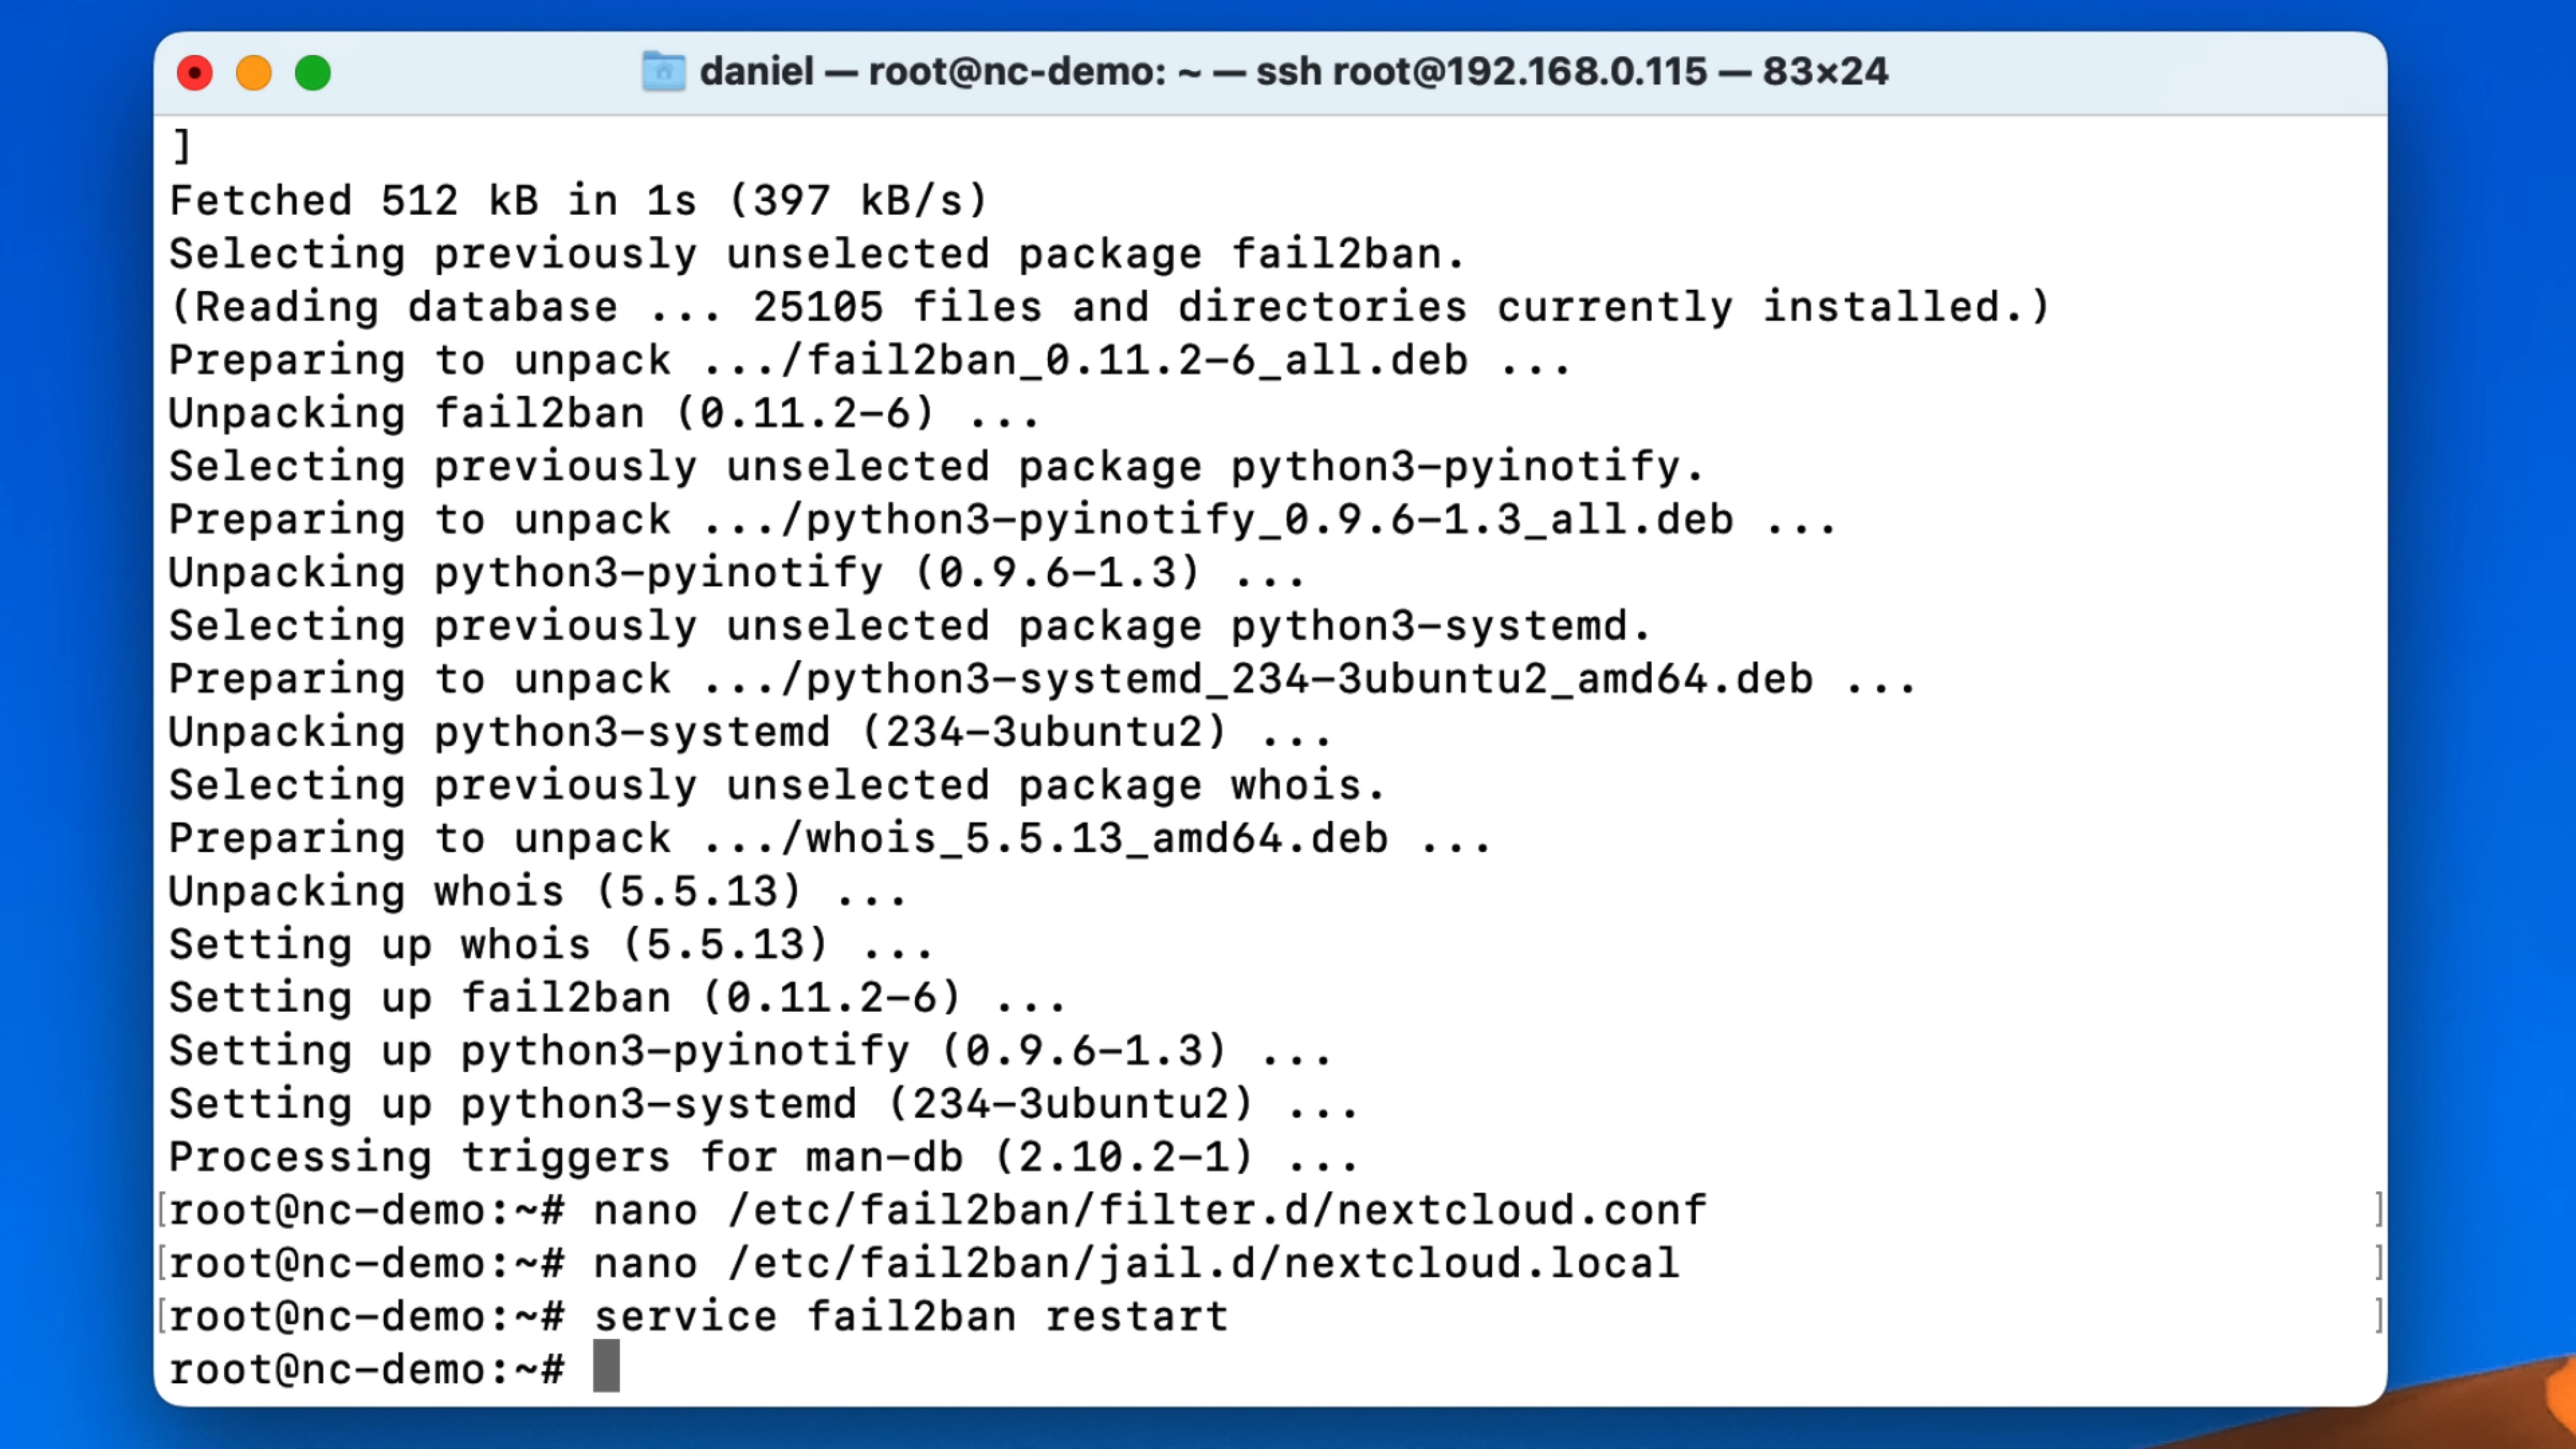 daniel — root@nc-demo: ~ — ssh root@192.168.0.115 — 83×24
]
Fetched 512 kB in 1s (397 kB/s)
Selecting previously unselected package fail2ban.
(Reading database ... 25105 files and directories currently installed.)
Preparing to unpack .../fail2ban_0.11.2-6_all.deb ...
Unpacking fail2ban (0.11.2-6) ...
Selecting previously unselected package python3-pyinotify.
Preparing to unpack .../python3-pyinotify_0.9.6-1.3_all.deb ...
Unpacking python3-pyinotify (0.9.6-1.3) ...
Selecting previously unselected package python3-systemd.
Preparing to unpack .../python3-systemd_234-3ubuntu2_amd64.deb ...
Unpacking python3-systemd (234-3ubuntu2) ...
Selecting previously unselected package whois.
Preparing to unpack .../whois_5.5.13_amd64.deb ...
Unpacking whois (5.5.13) ...
Setting up whois (5.5.13) ...
Setting up fail2ban (0.11.2-6) ...
Setting up python3-pyinotify (0.9.6-1.3) ...
Setting up python3-systemd (234-3ubuntu2) ...
Processing triggers for man-db (2.10.2-1) ...
[root@nc-demo:~# nano /etc/fail2ban/filter.d/nextcloud.conf ]
[root@nc-demo:~# nano /etc/fail2ban/jail.d/nextcloud.local ]
[root@nc-demo:~# service fail2ban restart ]
root@nc-demo:~#